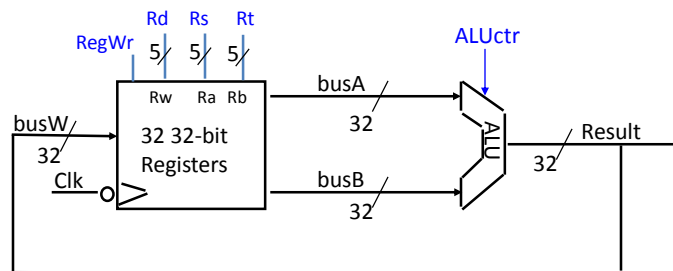 Rd Rs Rt
RegWr
ALUctr
5 5 5
Rw Ra Rb
busA
32
busW
32
32 32-bit
Registers
ALU
Result
32
Clk
busB
32